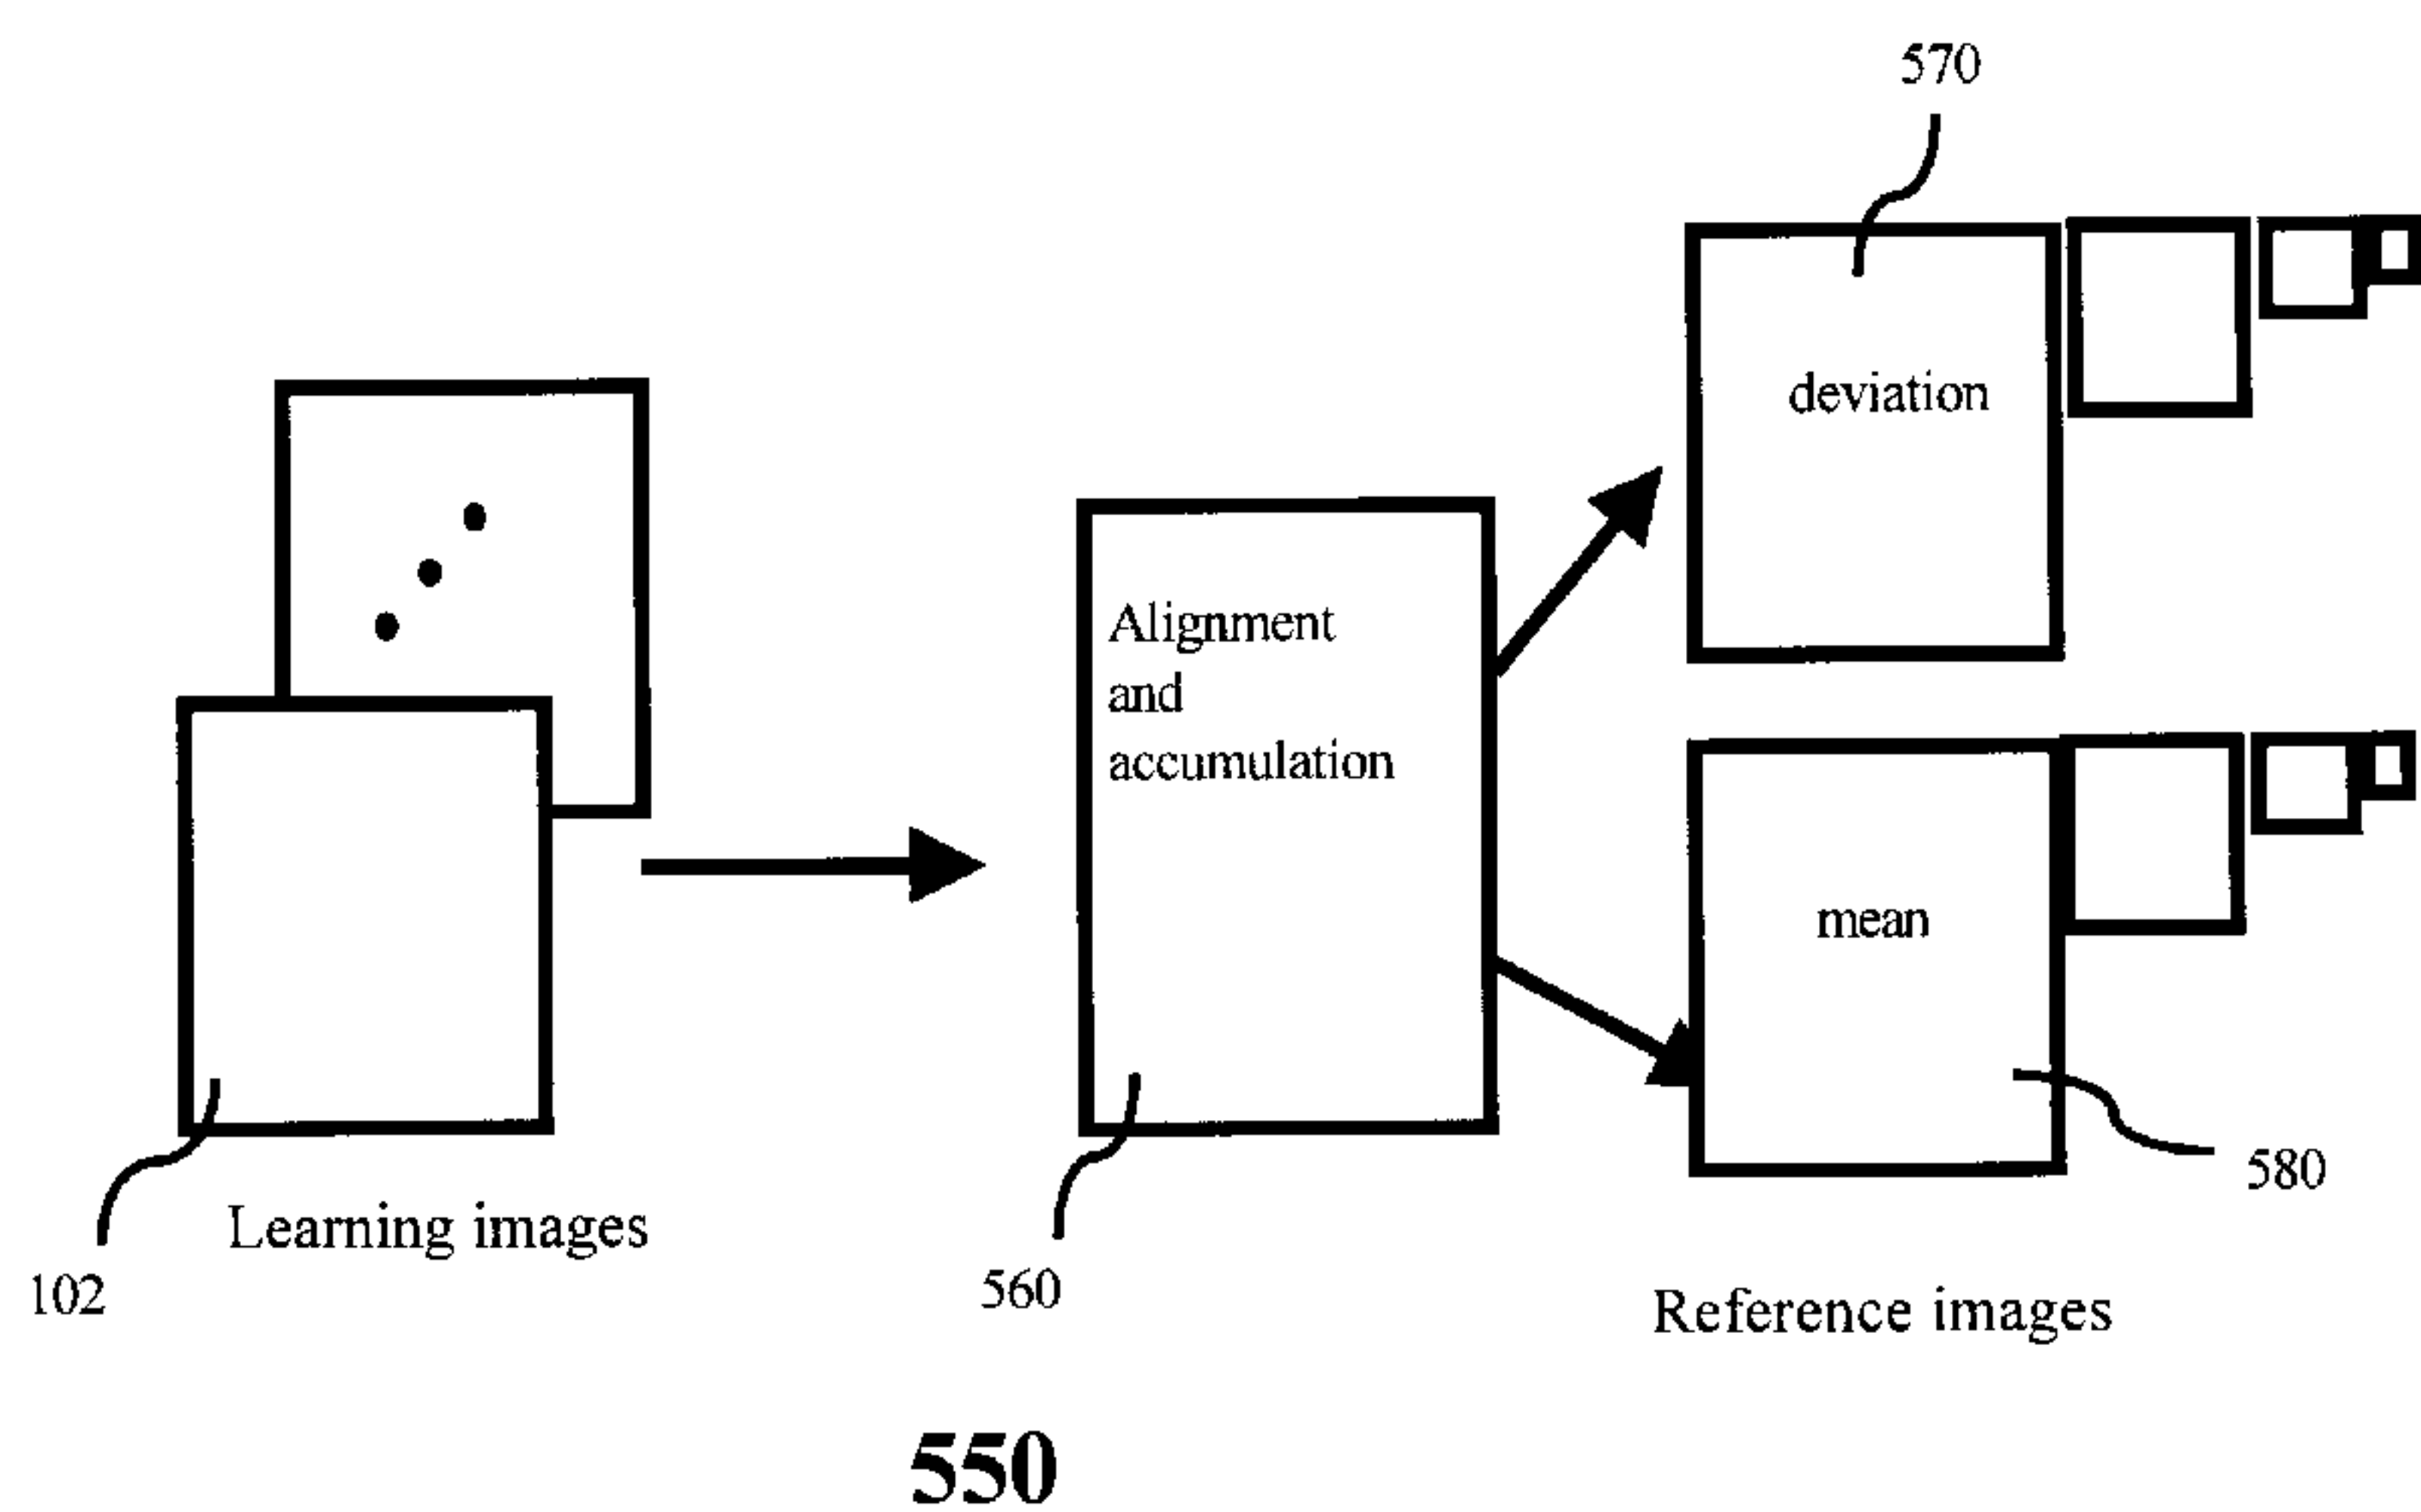 570
deviation
Alignment
and
accumulation
mean
580
Learning images
102
560
Reference images
550